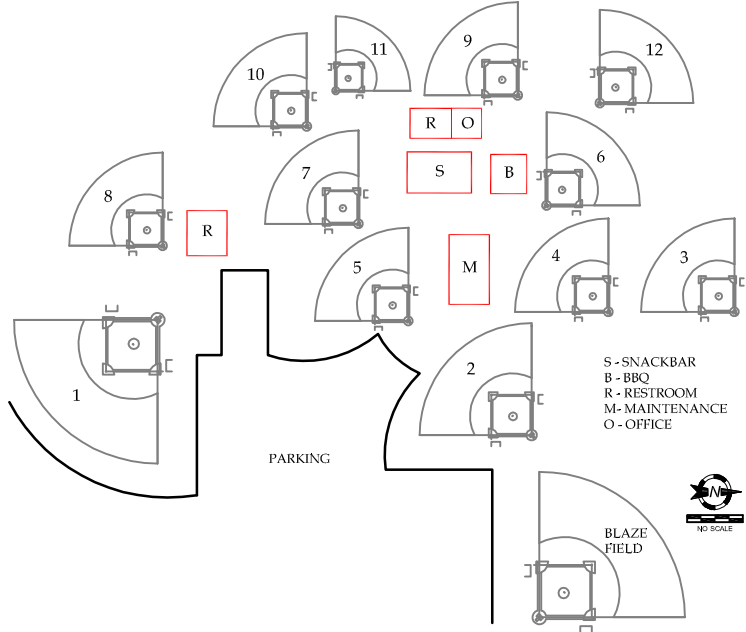 9
11
12
10
R O
6
7
S
B
8
R
4
3
5
M
2
S - SNACKBAR
B - BBQ
R - RESTROOM
M- MAINTENANCE
O - OFFICE
1
PARKING
N
NO SCALE
BLAZE
FIELD